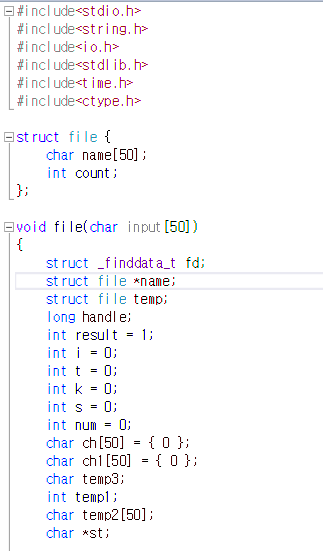 #include<stdio.h>
#include<string.h>
#include<io.h>
#include<stdlib.h>
#include<time.h>
#include<ctype.h>
struct file {
char name[50];
int count;
};
void file(char input[50])
{
struct _finddata_t fd;
struct file *name;
struct file temp;
long handle;
int result = 1;
int i = 0;
int t = 0;
int k = 0;
int s = 0;
int num = 0;
char ch[50] = { 0 };
char ch1[50] = { 0 };
char temp3;
int temp1;
char temp2[50];
char *st;